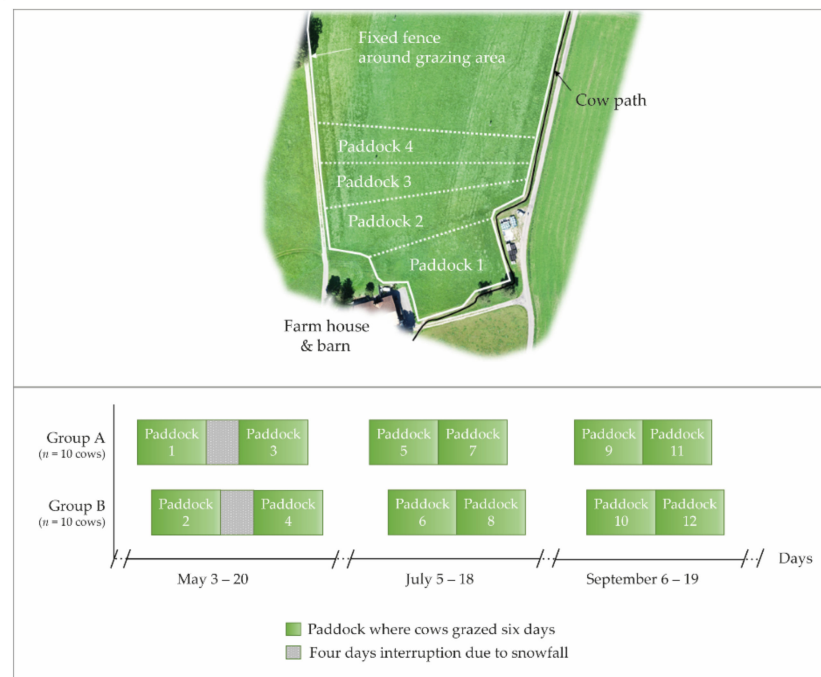 Fixed fence
around grazing area
Cow path
Paddock 4
Paddock 3
Paddock 2
Paddock 1
Farm house
& barn
Group A
(n = 10 cows)
Paddock
1
Paddock
3
Paddock
5
Paddock
7
Paddock
9
Paddock
11
Group B
(n = 10 cows)
Paddock
2
Paddock
4
Paddock
6
Paddock
8
Paddock
10
Paddock
12
Days
May 3 – 20
July 5 – 18
September 6 – 19
Paddock where cows grazed six days
Four days interruption due to snowfall